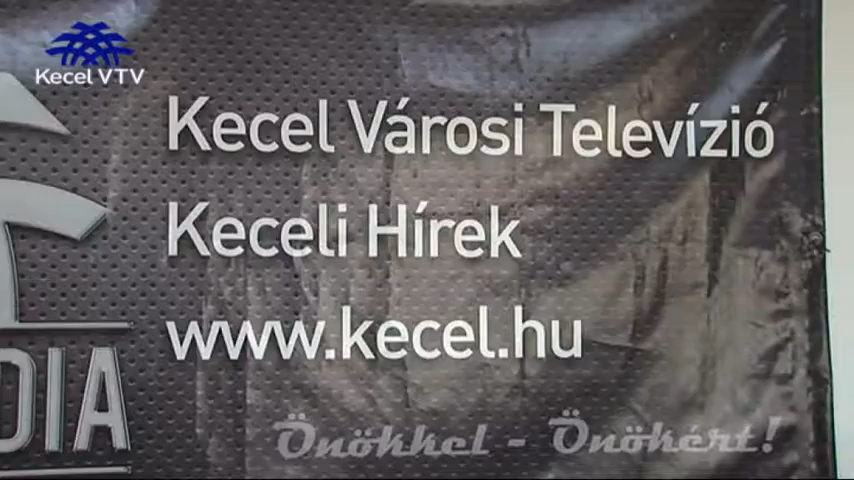 Kecel VTV
Kecel Városi Televízió
Keceli Hírek
www.kecel.hu
DIA
Önökkel - Önökért!